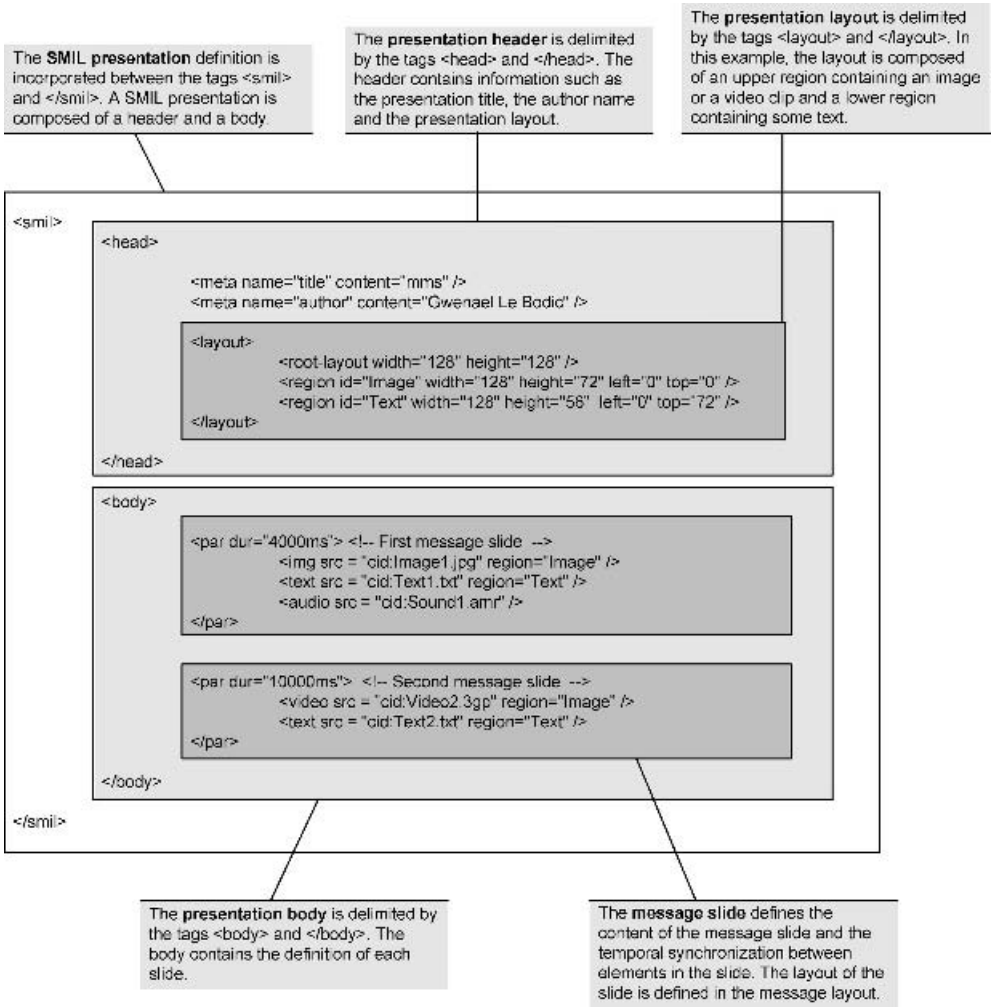 The SMIL presentation definition is
incorporated between the tags <smil>
and </smil>. A SMIL presentation is
composed of a header and a body.
The presentation header is delimited
by the tags <head> and </head>. The
header contains information such as
the presentation title, the author name
and the presentation layout.
The presentation layout is delimited
by the tags <layout> and </layout>. In
this example, the layout is composed
of an upper region containing an image
or a video clip and a lower region
containing some text.
<smil>
<head>
<meta name="title" content="mms" />
<meta name="author" content="Gwenael Le Bodic" />
<layout>
<root-layout width="128" height="128" />
<region id="Image" width="128" height="72" left="0" top="0" />
<region id="Text" width="128" height="56" left="0" top="72" />
</layout>
</head>
<body>
<par dur="4000ms"> <!-- First message slide -->
<img src = "cid:Image1.jpg" region="Image" />
<text src = "cid:Text1.txt" region="Text" />
<audio src = "cid:Sound1.amr" />
</par>
<par dur="10000ms"> <!-- Second message slide -->
<video src = "cid:Video2.3gp" region="Image" />
<text src = "cid:Text2.txt" region="Text" />
</par>
</body>
</smil>
The presentation body is delimited by
the tags <body> and </body>. The
body contains the definition of each
slide.
The message slide defines the
content of the message slide and the
temporal synchronization between
elements in the slide. The layout of the
slide is defined in the message layout.